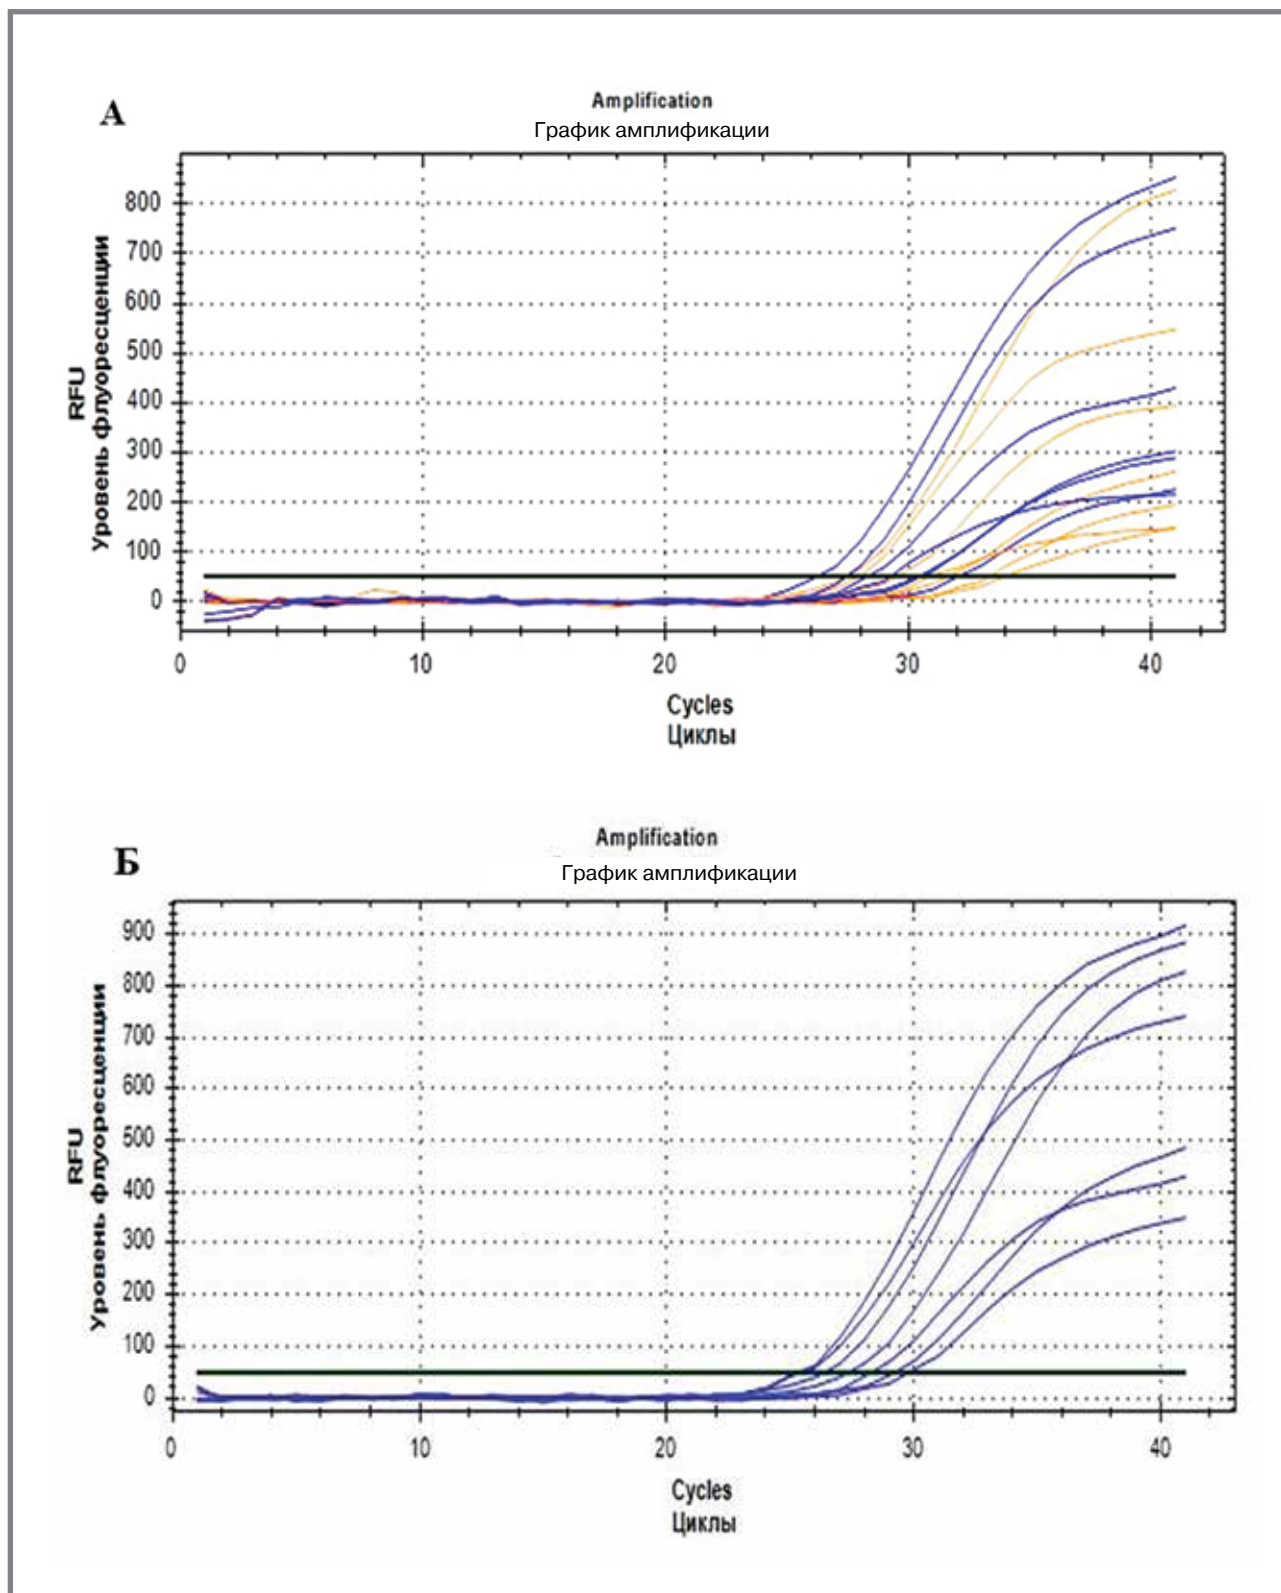 А
Amplification
График амплификации
RFU
Уровень флуоресценции
800
700
600
500
400
300
200
100
0
0 10 20 30 40
Cycles
Циклы
Б
Amplification
График амплификации
RFU
Уровень флуоресценции
900
800
700
600
500
400
300
200
100
0
0 10 20 30 40
Cycles
Циклы